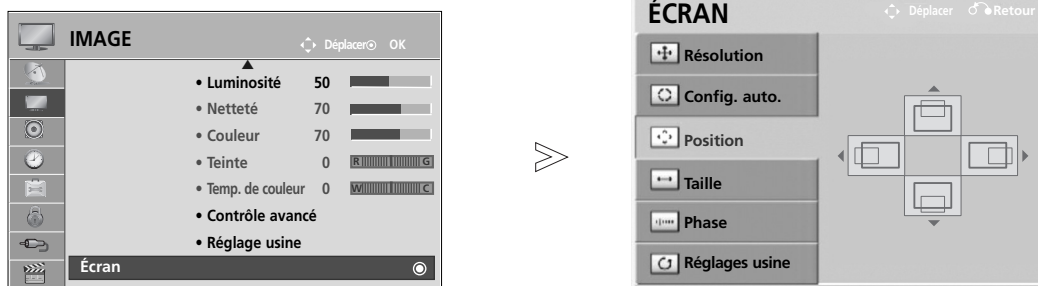 IMAGE
Déplacer OK
• Luminosité 50
• Netteté 70
• Couleur 70
• Teinte 0 R G
• Temp. de couleur 0 W C
• Contrôle avancé
• Réglage usine
Écran
ÉCRAN
Déplacer Retour
Résolution
Config. auto.
Position
Taille
Phase
Réglages usine